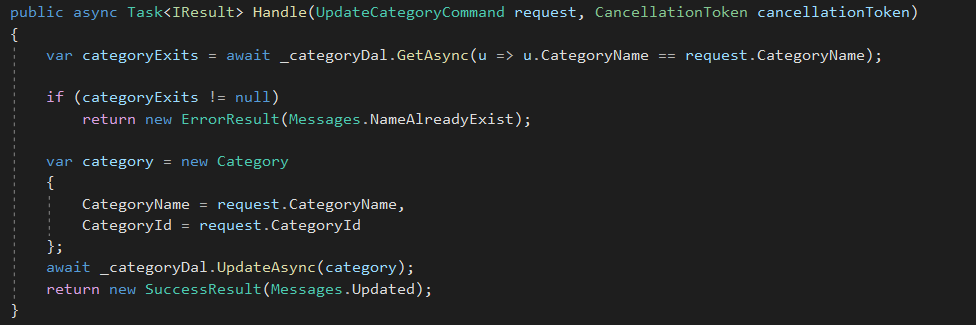 public async Task<IResult> Handle(UpdateCategoryCommand request, CancellationToken cancellationToken)
{
    var categoryExits = await _categoryDal.GetAsync(u => u.CategoryName == request.CategoryName);
    if (categoryExits != null)
        return new ErrorResult(Messages.NameAlreadyExist);
    var category = new Category
    {
        CategoryName = request.CategoryName,
        CategoryId = request.CategoryId
    };
    await _categoryDal.UpdateAsync(category);
    return new SuccessResult(Messages.Updated);
}